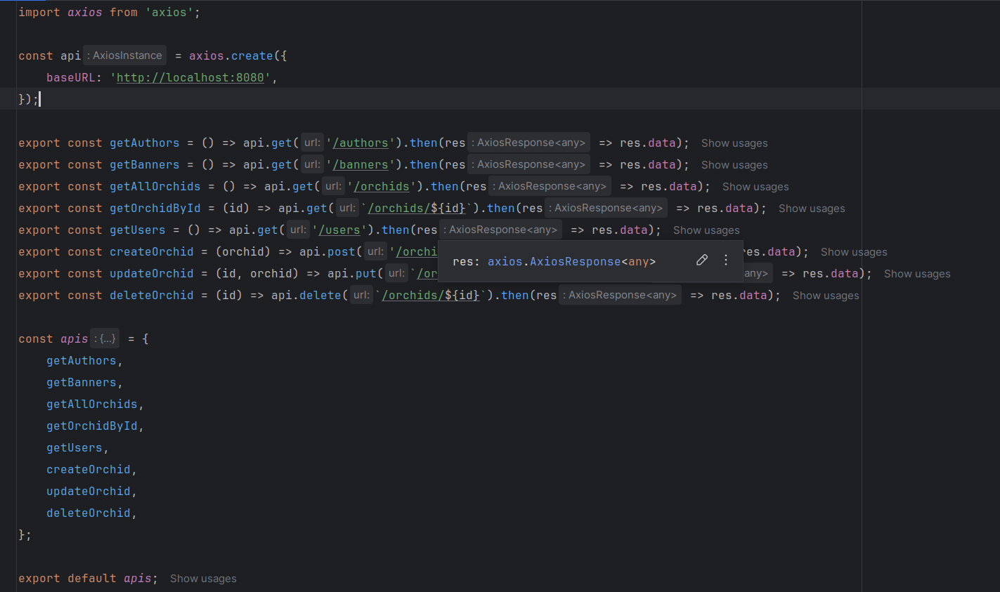 import axios from 'axios';
const api : AxiosInstance = axios.create({
baseURL: 'http://localhost:8080',
});
export const getAuthors = () => api.get( url: '/authors').then(res : AxiosResponse<any> => res.data); Show usages
export const getBanners = () => api.get( url: '/banners').then(res : AxiosResponse<any> => res.data); Show usages
export const getAllOrchids = () => api.get( url: '/orchids').then(res : AxiosResponse<any> => res.data); Show usages
export const getOrchidById = (id) => api.get( url: `/orchids/${id}`).then(res : AxiosResponse<any> => res.data); Show usages
export const getUsers = () => api.get( url: '/users').then(res : AxiosResponse<any> => res.data); Show usages
export const createOrchid = (orchid) => api.post( url: '/orchi res.data); Show usages
res: axios.AxiosResponse<any>
export const updateOrchid = (id, orchid) => api.put( url: `/or any> => res.data); Show usages
export const deleteOrchid = (id) => api.delete( url: `/orchids/${id}`).then(res : AxiosResponse<any> => res.data); Show usages
const apis : {...} = {
getAuthors,
getBanners,
getAllOrchids,
getOrchidById,
getUsers,
createOrchid,
updateOrchid,
deleteOrchid,
};
export default apis; Show usages